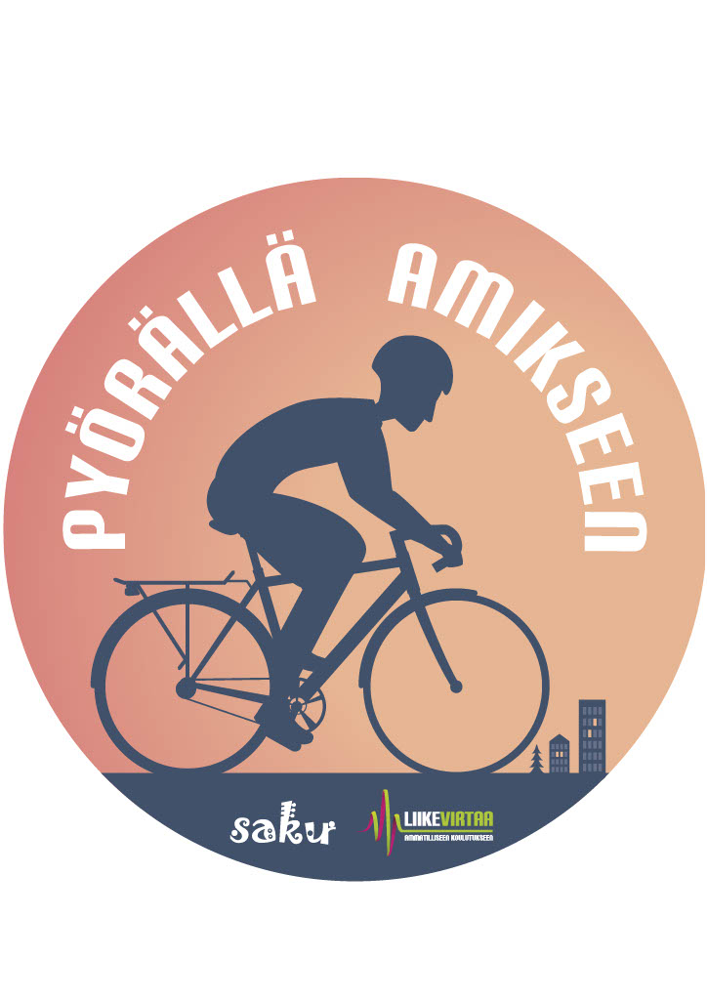 PYÖRÄLLÄ AMIKSEEN
saku
LIIKEVIRTAA
AMMATILLISEEN KOULUTUKSEEN